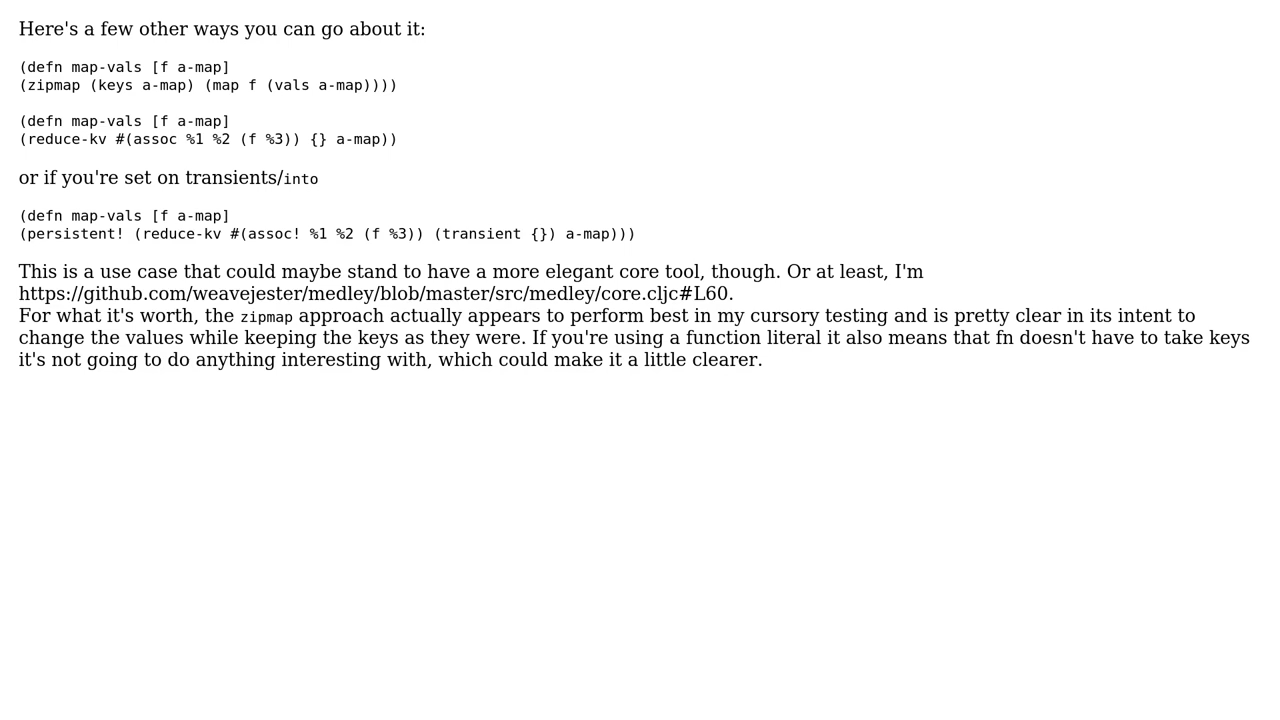 Here's a few other ways you can go about it:
(defn map-vals [f a-map]
(zipmap (keys a-map) (map f (vals a-map))))
(defn map-vals [f a-map]
(reduce-kv #(assoc %1 %2 (f %3)) {} a-map))
or if you're set on transients/into
(defn map-vals [f a-map]
(persistent! (reduce-kv #(assoc! %1 %2 (f %3)) (transient {}) a-map)))
This is a use case that could maybe stand to have a more elegant core tool, though. Or at least, I'm
https://github.com/weavejester/medley/blob/master/src/medley/core.cljc#L60.
For what it's worth, the zipmap approach actually appears to perform best in my cursory testing and is pretty clear in its intent to
change the values while keeping the keys as they were. If you're using a function literal it also means that fn doesn't have to take keys
it's not going to do anything interesting with, which could make it a little clearer.